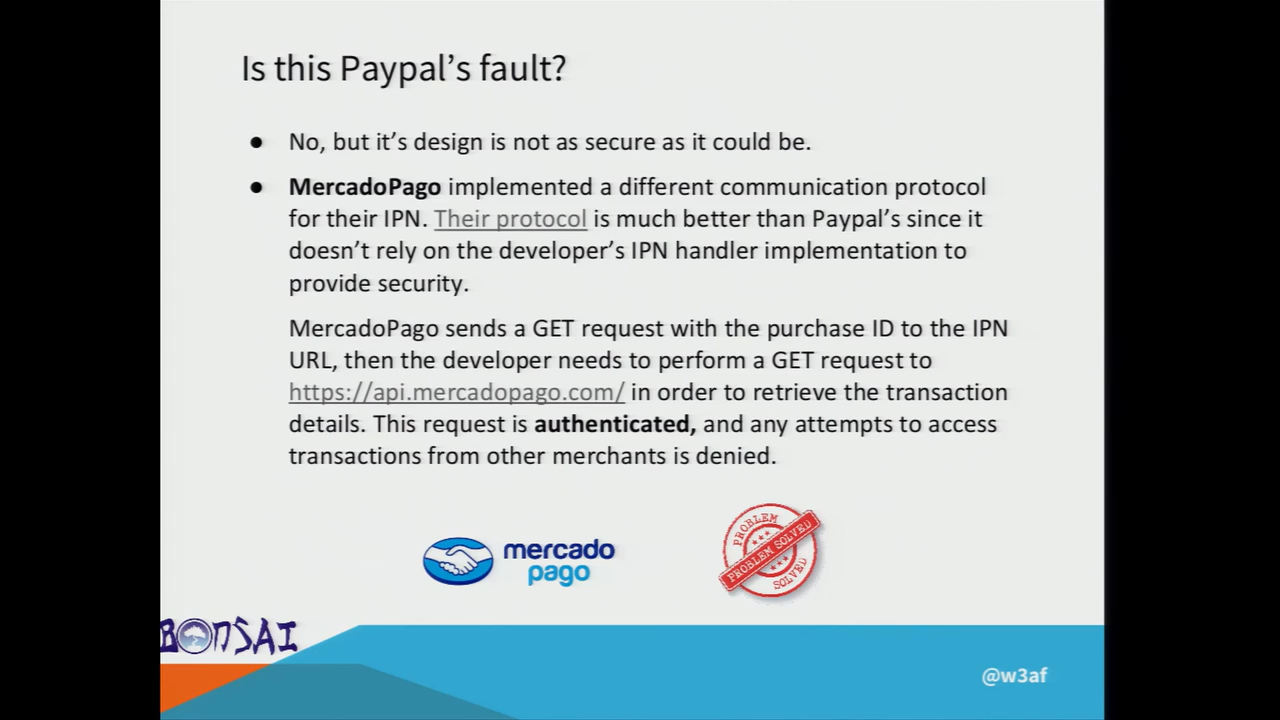 Is this Paypal's fault?
● No, but it's design is not as secure as it could be.
● MercadoPago implemented a different communication protocol
for their IPN. Their protocol is much better than Paypal's since it
doesn't rely on the developer's IPN handler implementation to
provide security.
MercadoPago sends a GET request with the purchase ID to the IPN
URL, then the developer needs to perform a GET request to
https://api.mercadopago.com/ in order to retrieve the transaction
details. This request is authenticated, and any attempts to access
transactions from other merchants is denied.
mercado
pago
PROBLEM
PROBLEM SOLVED
SOLVED
BONSAI
@w3af